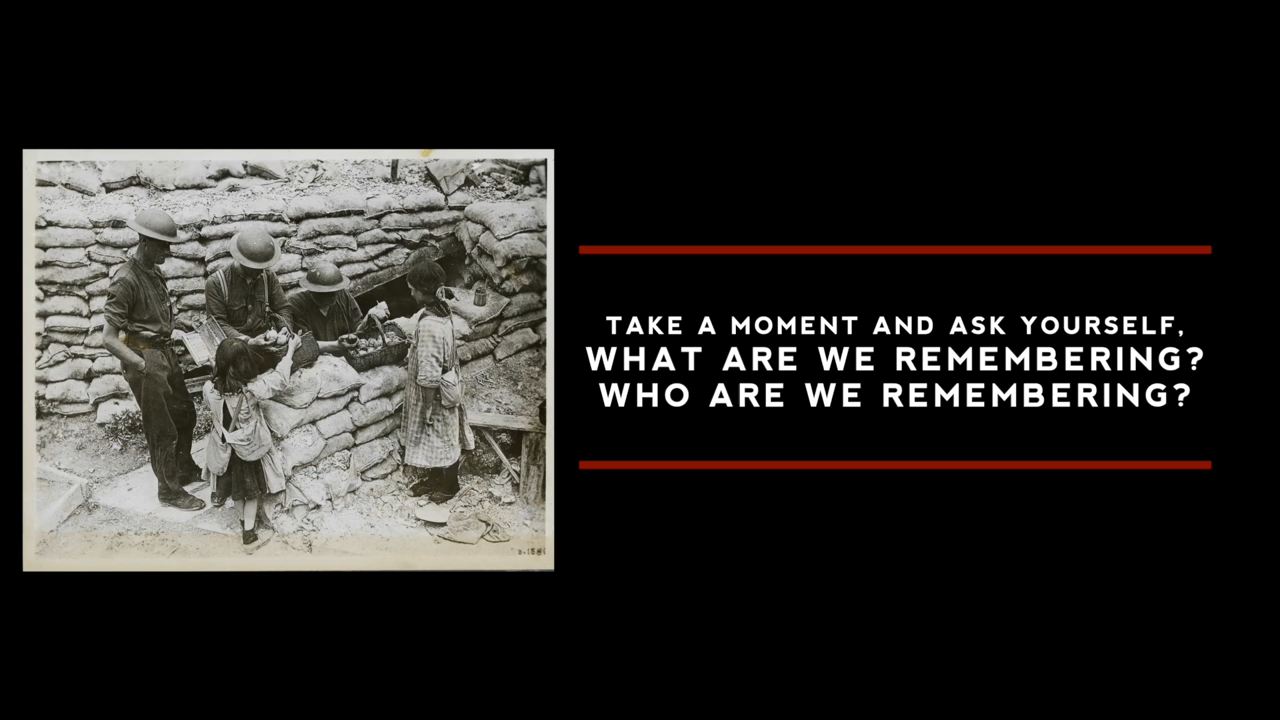 TAKE A MOMENT AND ASK YOURSELF,
WHAT ARE WE REMEMBERING?
WHO ARE WE REMEMBERING?